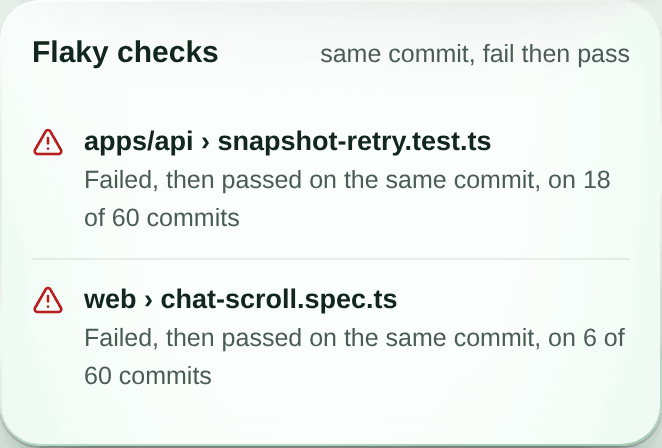 Flaky checks
same commit, fail then pass
apps/api › snapshot-retry.test.ts
Failed, then passed on the same commit, on 18
of 60 commits
web › chat-scroll.spec.ts
Failed, then passed on the same commit, on 6 of
60 commits